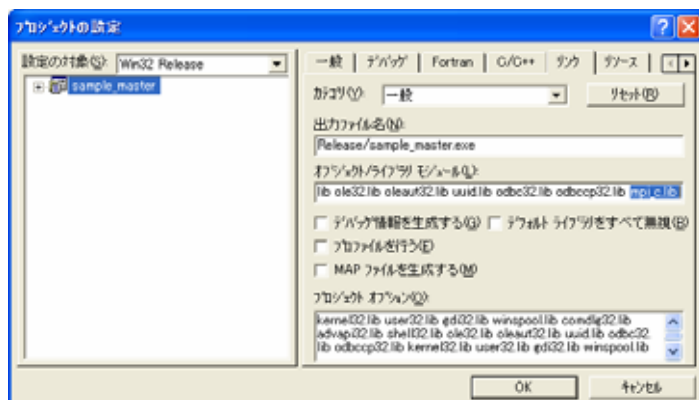 プロジェクトの設定
設定の対象(S): Win32 Release
sample_master
一般 デバッグ Fortran C/C++ リンク リソース
カテゴリ(Y): 一般 リセット(R)
出力ファイル名(N):
Release/sample_master.exe
オブジェクト/ライブラリ モジュール(L):
lib ole32.lib oleaut32.lib uuid.lib odbc32.lib odbccp32.lib mpi_c.lib
デバッグ情報を生成する(G) デフォルト ライブラリをすべて無視(B)
プロファイルを行う(E)
MAP ファイルを生成する(M)
プロジェクト オプション(O):
kernel32.lib user32.lib gdi32.lib winspool.lib comdlg32.lib
advapi32.lib shell32.lib ole32.lib oleaut32.lib uuid.lib odbc32.
lib odbccp32.lib kernel32.lib user32.lib gdi32.lib winspool.lib
OK キャンセル